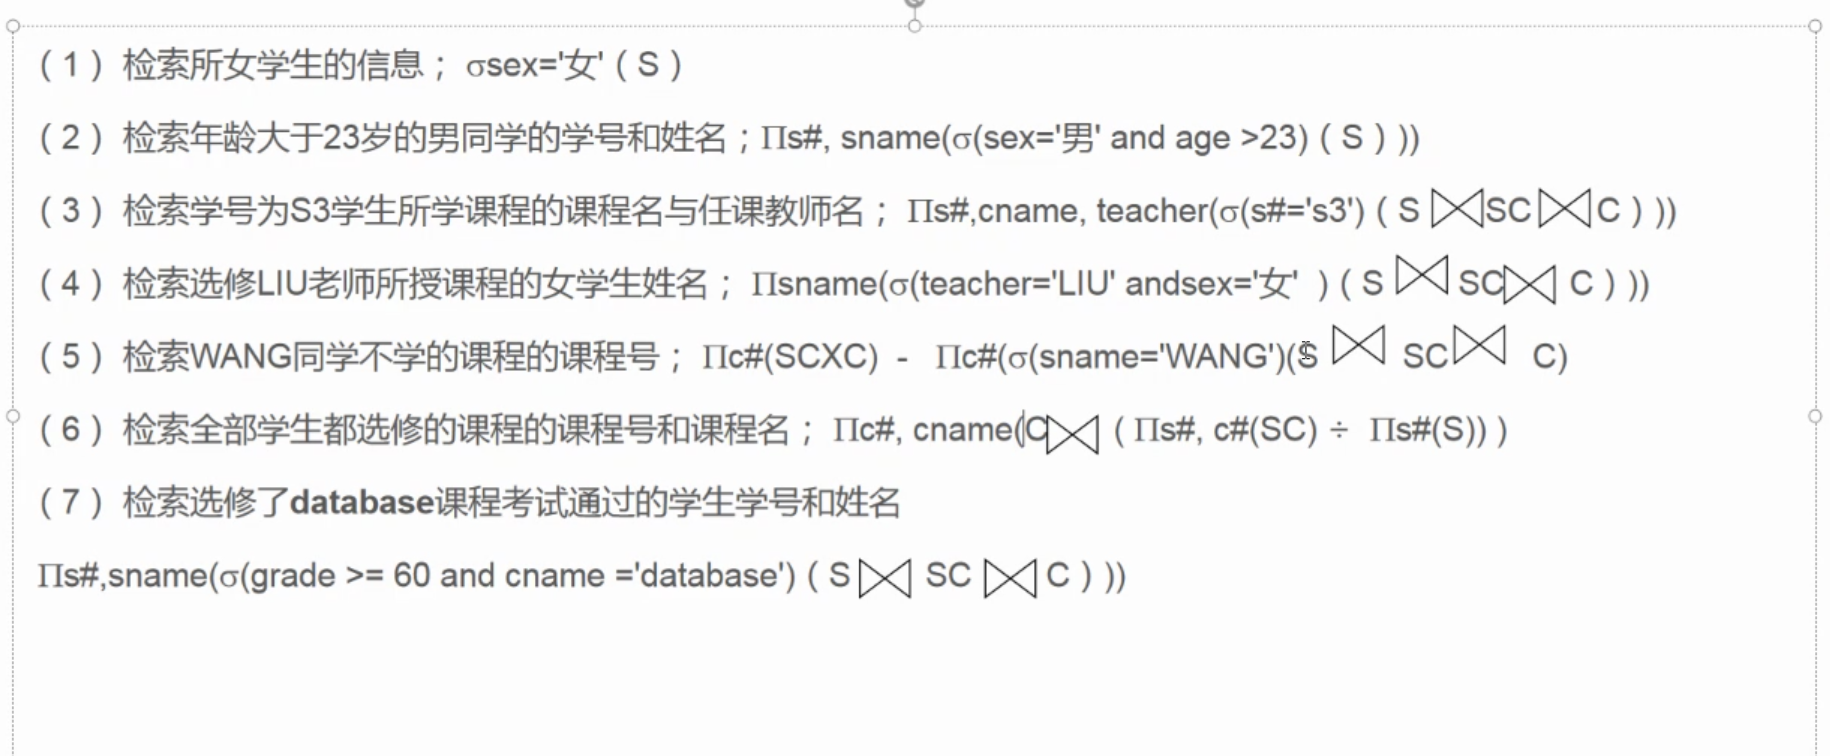 （1）检索所女学生的信息； σsex='女'（S）
（2）检索年龄大于23岁的男同学的学号和姓名；Πs#, sname(σ(sex='男' and age >23)（S）))
（3）检索学号为S3学生所学课程的课程名与任课教师名； Πs#,cname, teacher(σ(s#='s3')（S⋈SC⋈C）))
（4）检索选修LIU老师所授课程的女学生姓名； Πsname(σ(teacher='LIU' andsex='女' )（S ⋈ SC⋈ C）))
（5）检索WANG同学不学的课程的课程号； Πc#(SCXC) - Πc#(σ(sname='WANG')(S ⋈ SC⋈ C)
（6）检索全部学生都选修的课程的课程号和课程名； Πc#, cname(C⋈（Πs#, c#(SC) ÷ Πs#(S))）
（7）检索选修了database课程考试通过的学生学号和姓名
Πs#,sname(σ(grade >= 60 and cname ='database')（S⋈ SC ⋈C）))